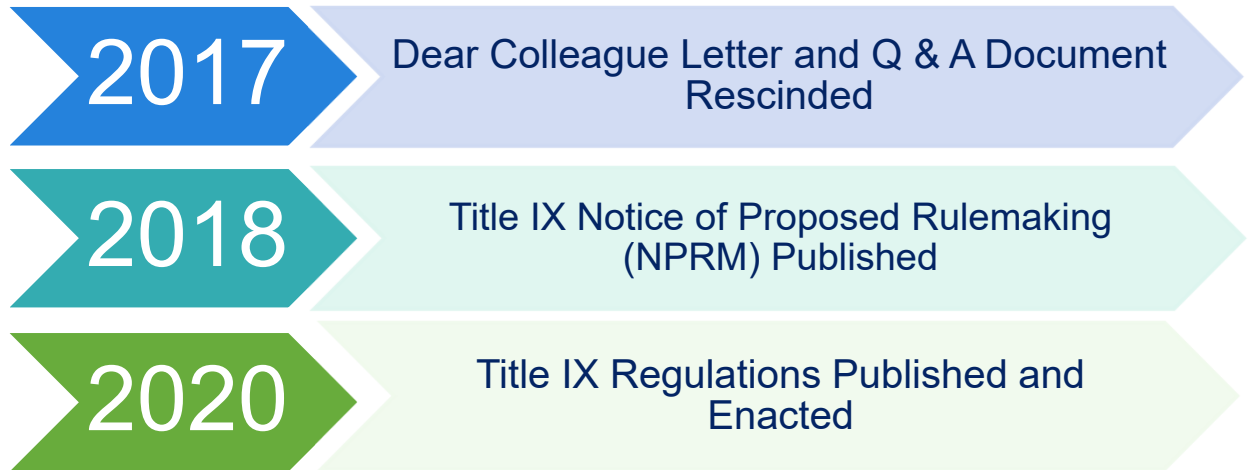 2017
Dear Colleague Letter and Q & A Document
Rescinded
2018
Title IX Notice of Proposed Rulemaking
(NPRM) Published
2020
Title IX Regulations Published and
Enacted